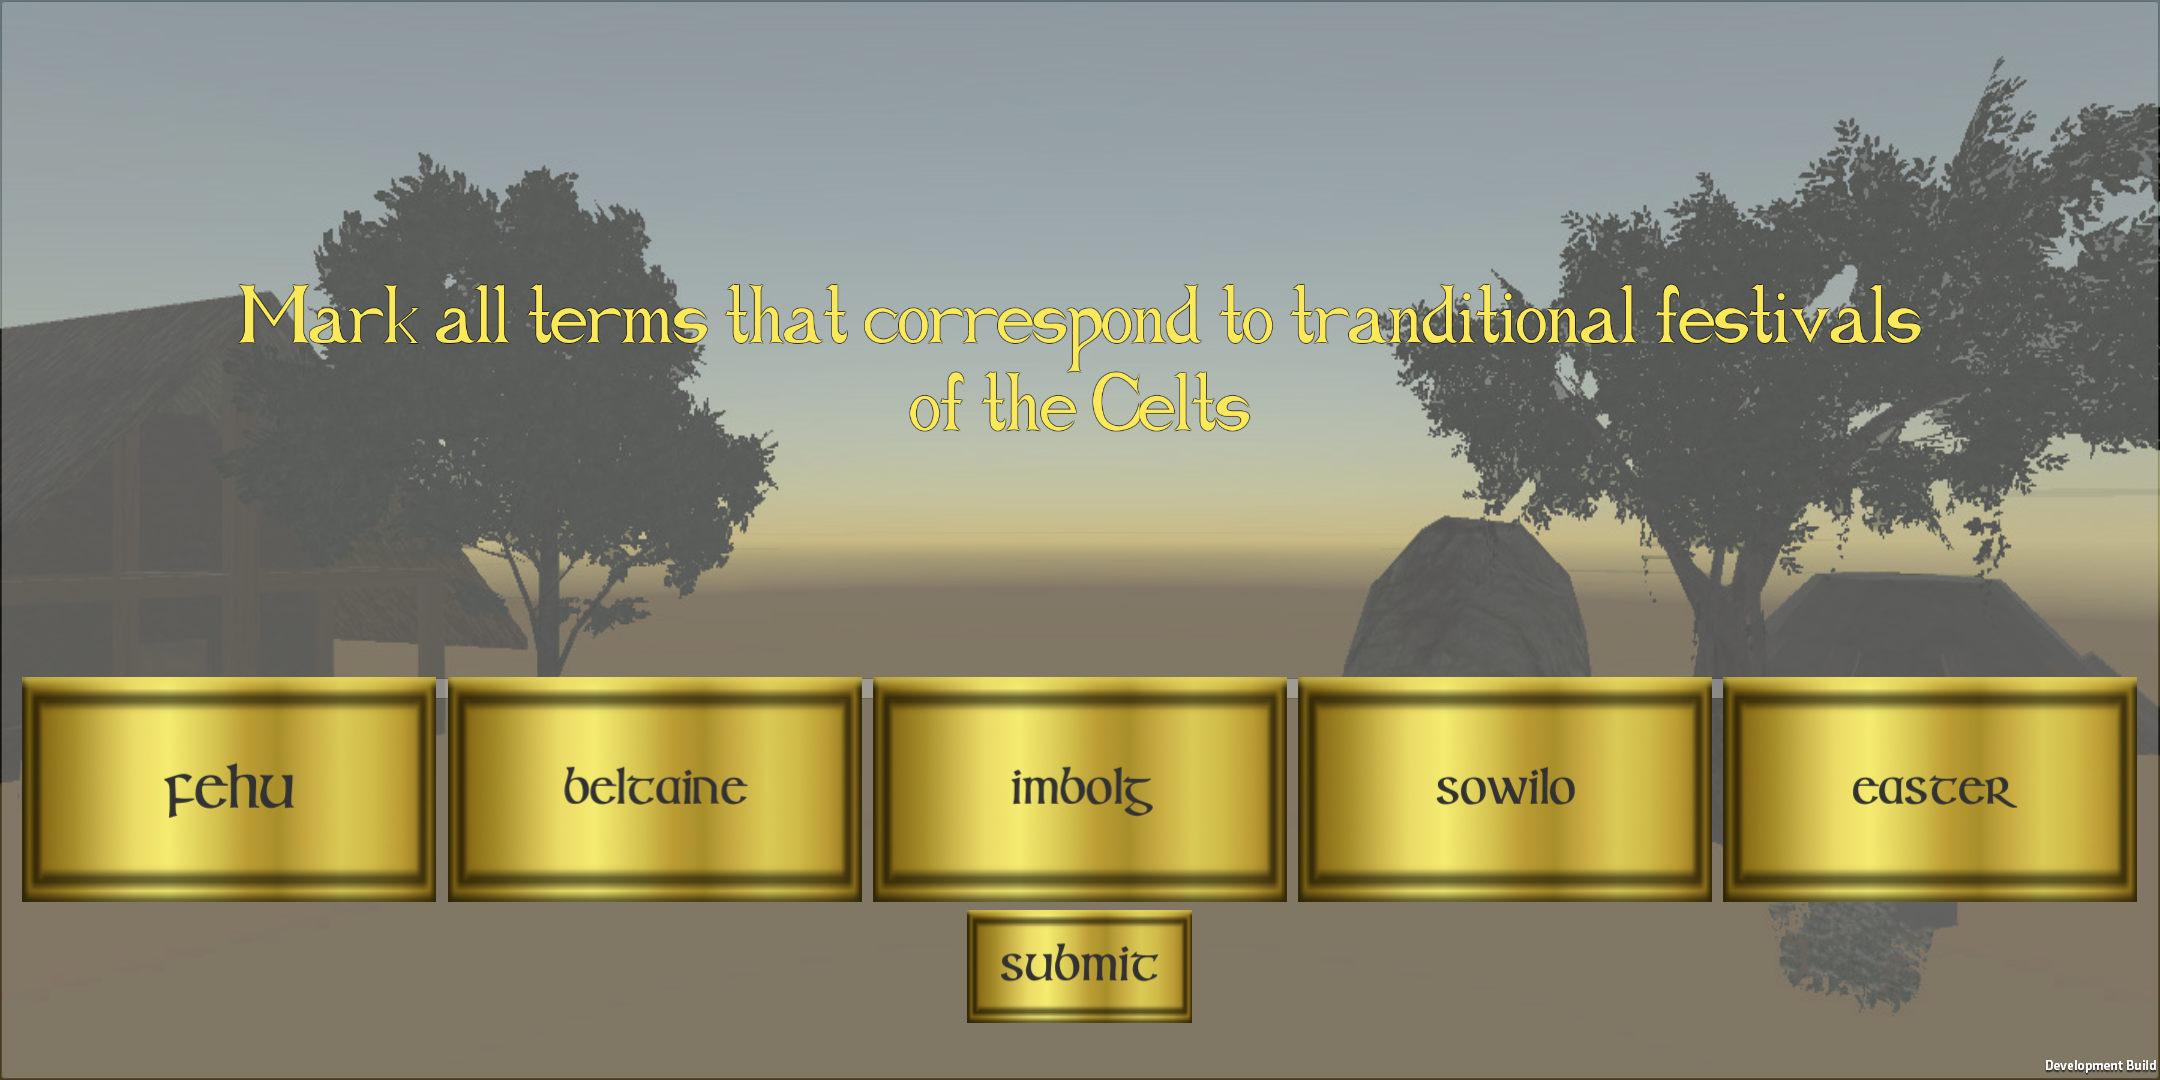 Mark all terms that correspond to tranditional festivals
of the Celts
fehu
beltaine
imbolg
sowilo
easter
submit
Development Build